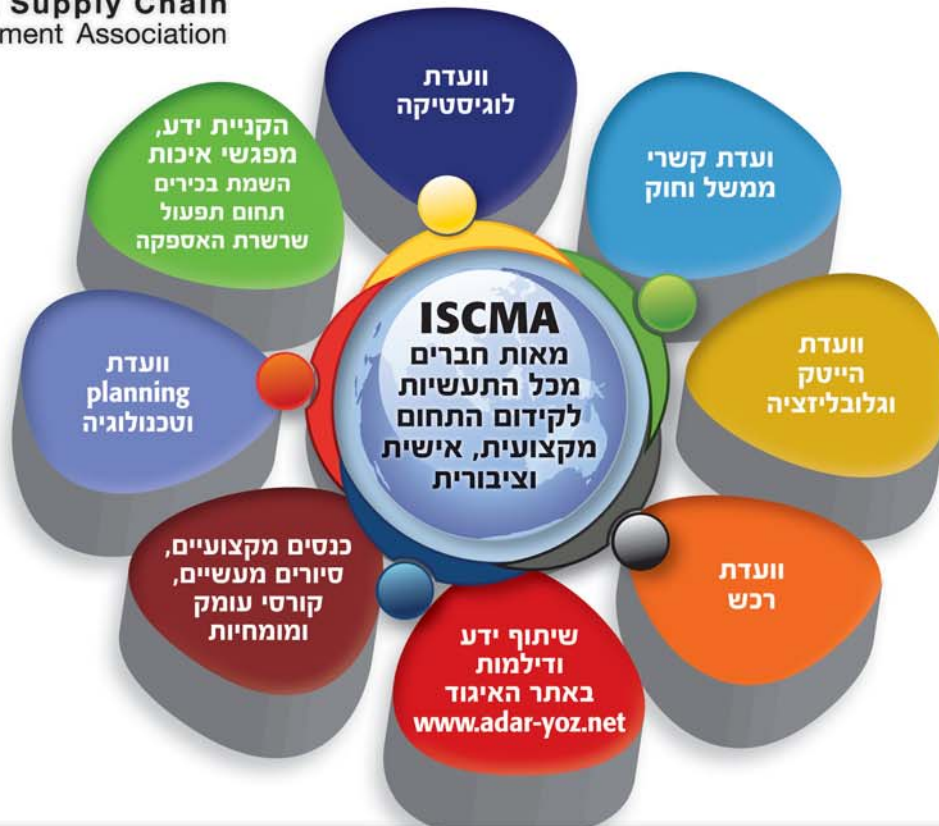 Supply Chain
ment Association
וועדת
לוגיסטיקה
ועדת קשרי
ממשל וחוק
וועדת
הייטק
וגלובליזציה
וועדת
רכש
שיתוף ידע
ודילמות
באתר האיגוד
www.adar-yoz.net
כנסים מקצועיים,
סיורים מעשיים,
קורסי עומק
ומומחיות
וועדת
planning
וטכנולוגיה
הקניית ידע,
מפגשי איכות
השמת בכירים
תחום תפעול
שרשרת האספקה
ISCMA
מאות חברים
מכל התעשיות
לקידום התחום
מקצועית, אישית
וציבורית